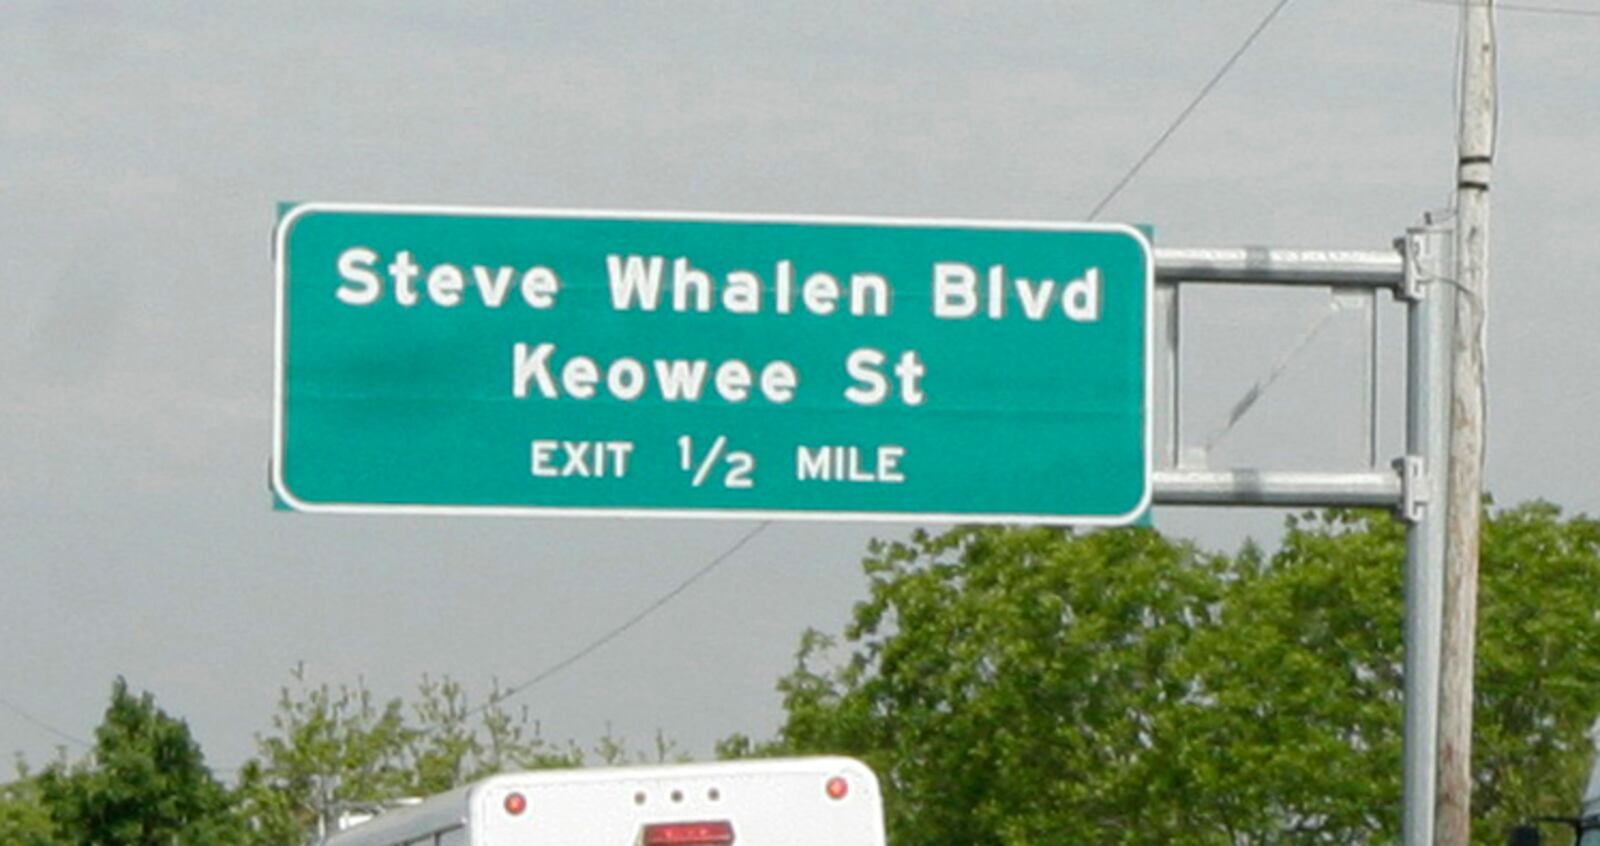 Steve Whalen Blvd
Keowee St
EXIT 1/2 MILE